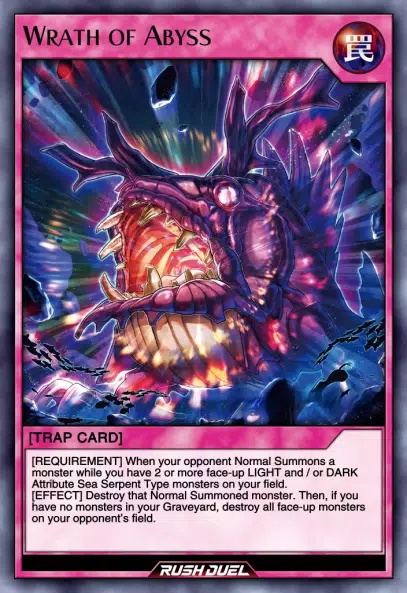 Wrath of Abyss
罠
[TRAP CARD]
[REQUIREMENT] When your opponent Normal Summons a
monster while you have 2 or more face-up LIGHT and / or DARK
Attribute Sea Serpent Type monsters on your field.
[EFFECT] Destroy that Normal Summoned monster. Then, if you
have no monsters in your Graveyard, destroy all face-up monsters
on your opponent's field.
RUSH DUEL